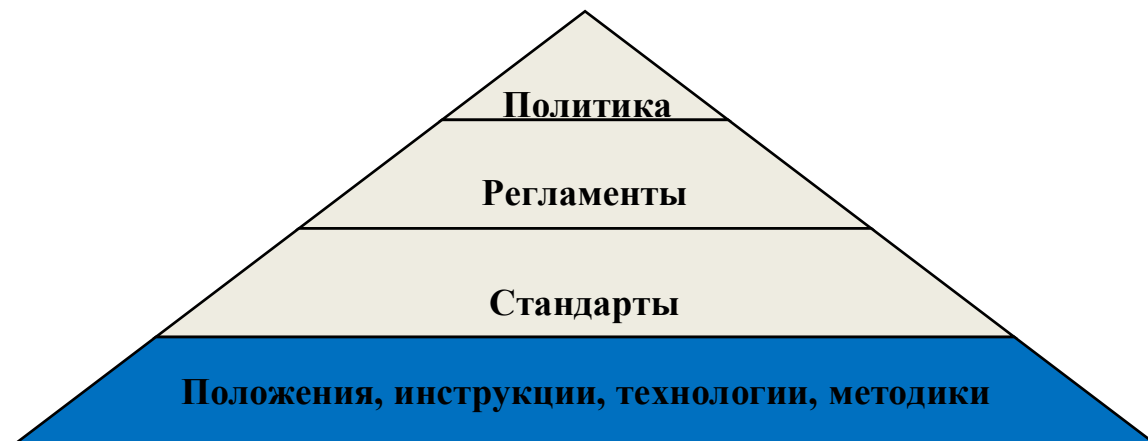 Политика
Регламенты
Стандарты
Положения, инструкции, технологии, методики